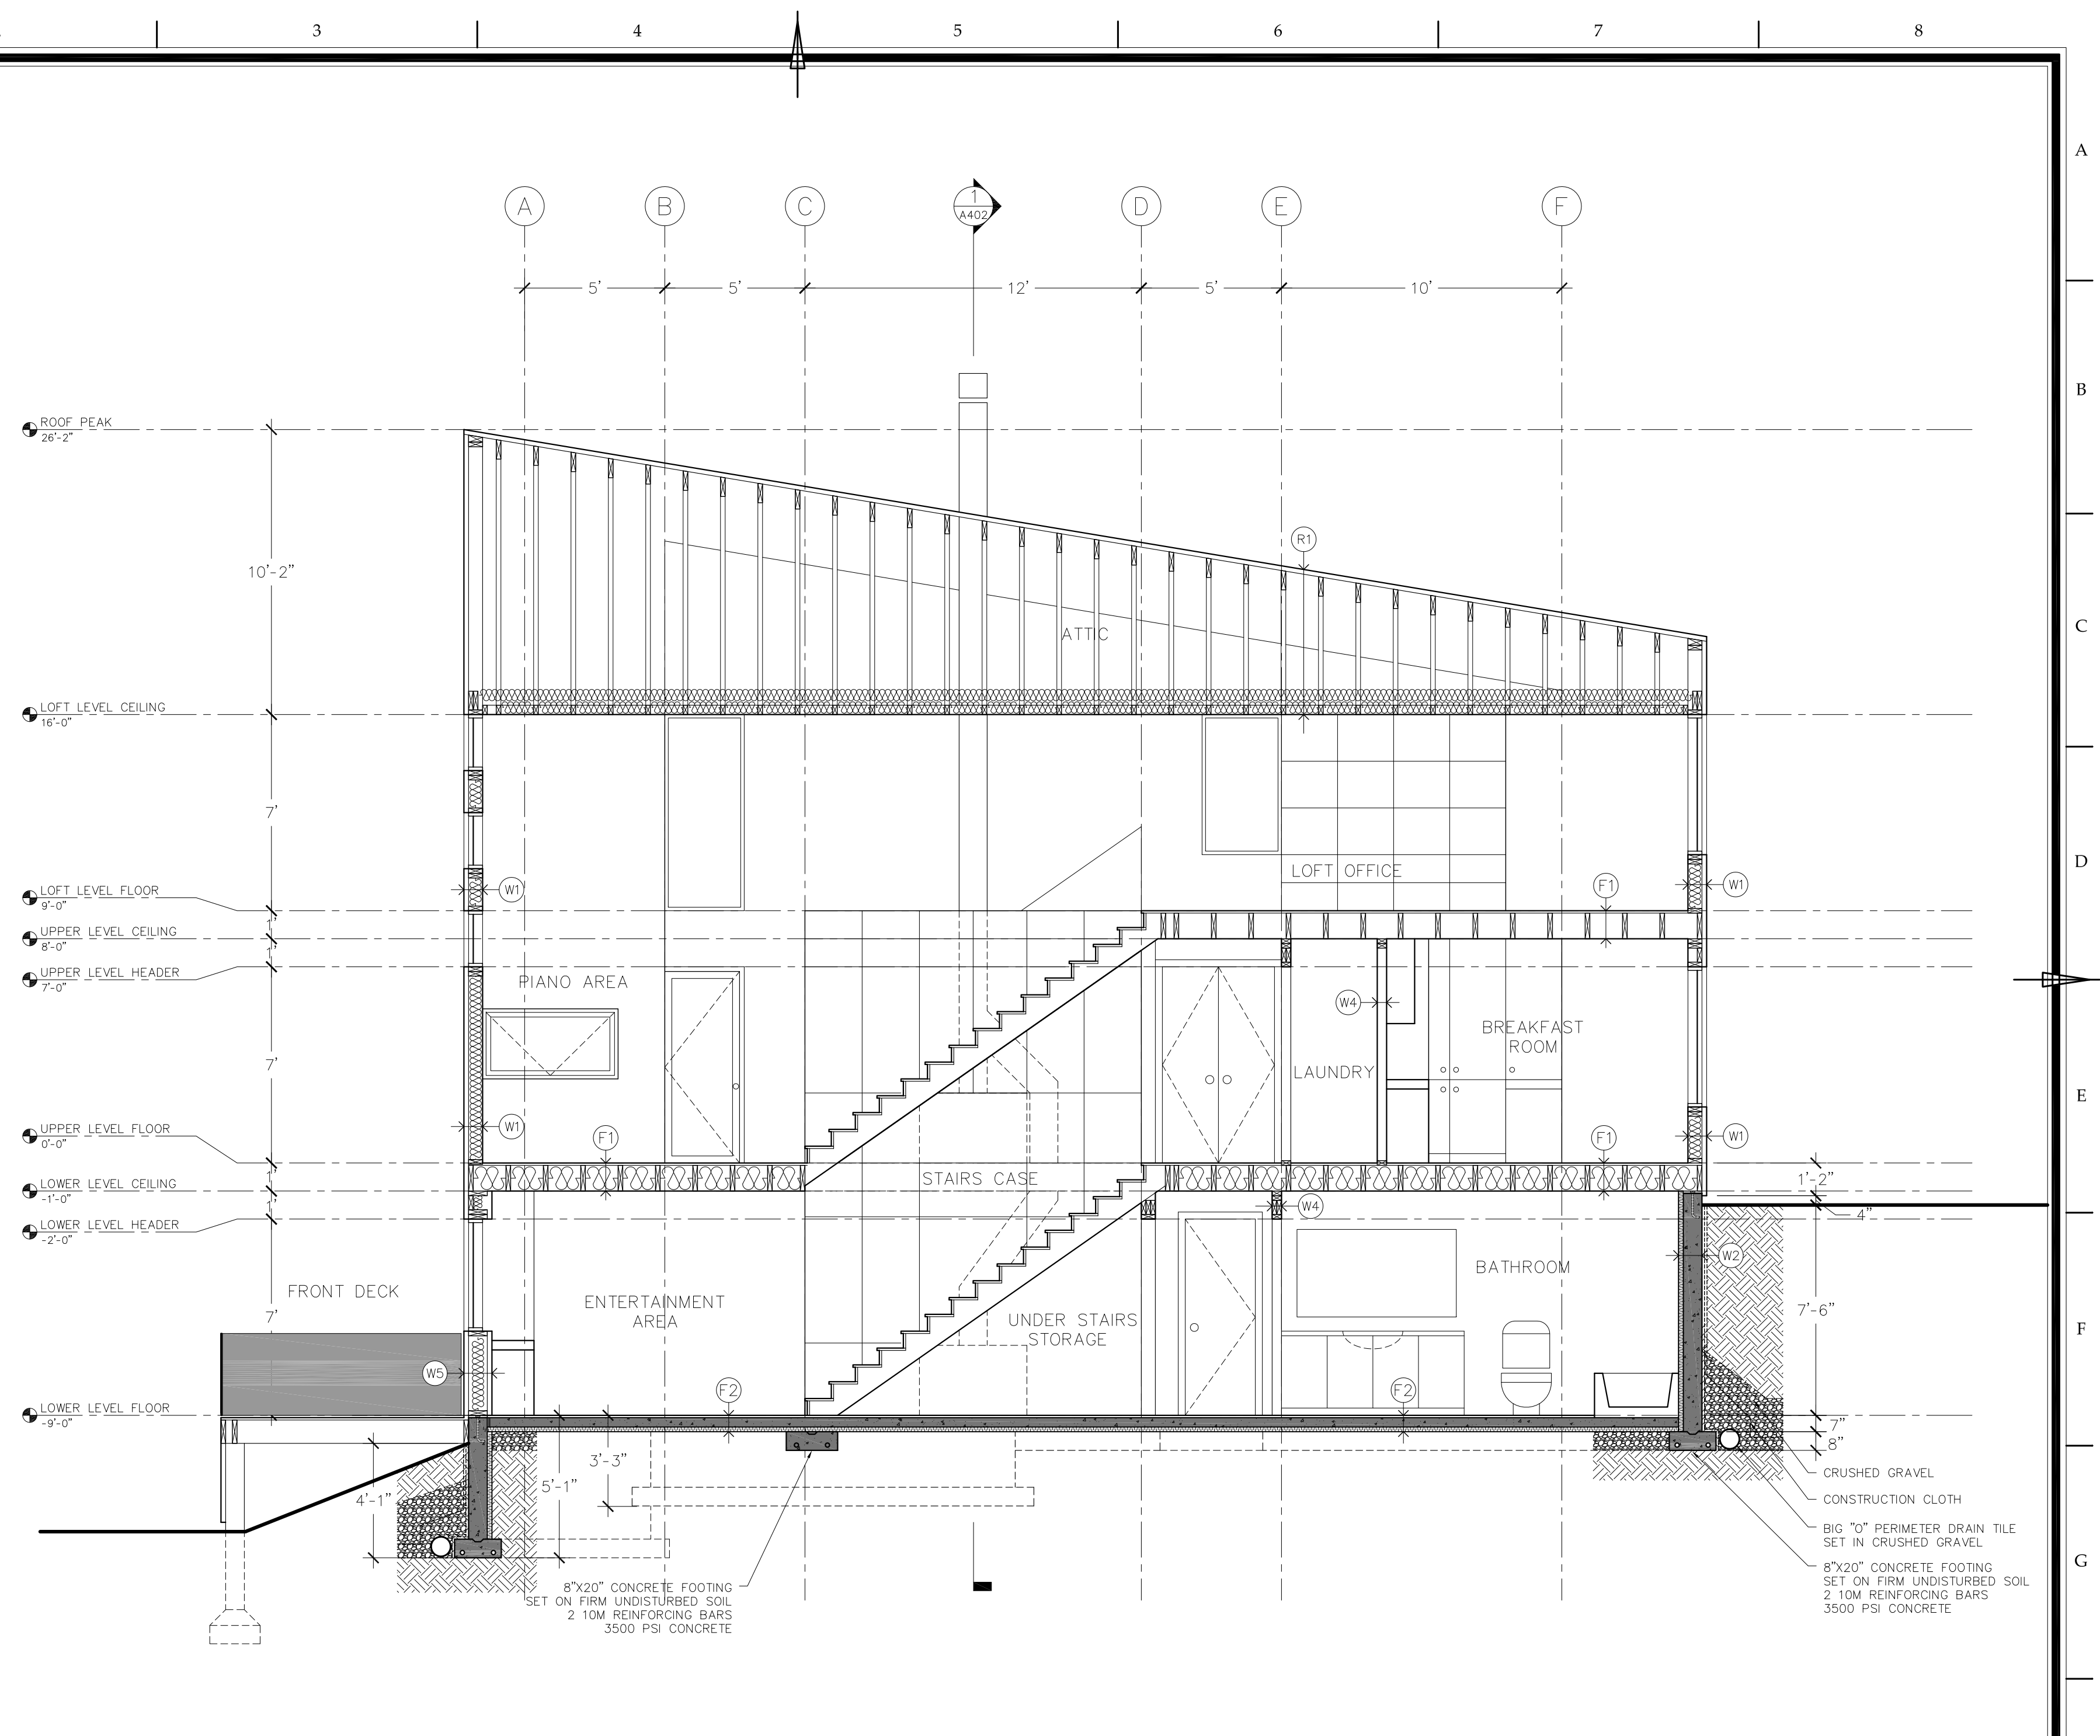 3 4 5 6 7 8
A
A B C 1 D E F
A402
5' 5' 12' 5' 10'
B
ROOF PEAK
26'-2"
R1
10'-2"
C
ATTIC
LOFT LEVEL CEILING
16'-0"
7'
D
LOFT OFFICE
LOFT LEVEL FLOOR
9'-0"
W1 F1 W1
1'
UPPER LEVEL CEILING
8'-0"
1'
UPPER LEVEL HEADER
7'-0"
PIANO AREA
W4
BREAKFAST
ROOM
7'
LAUNDRY
E
UPPER LEVEL FLOOR
0'-0"
W1 F1 F1 W1
1'
STAIRS CASE
1'-2"
LOWER LEVEL CEILING
-1'-0"
1'
W4
4"
LOWER LEVEL HEADER
-2'-0"
W2
BATHROOM
FRONT DECK
ENTERTAINMENT
AREA
7'
7'-6"
UNDER STAIRS
STORAGE
F
W5
F2 F2
LOWER LEVEL FLOOR
-9'-0"
7"
8"
3'-3"
5'-1"
4'-1"
CRUSHED GRAVEL
CONSTRUCTION CLOTH
BIG "O" PERIMETER DRAIN TILE
SET IN CRUSHED GRAVEL
G
8"X20" CONCRETE FOOTING
SET ON FIRM UNDISTURBED SOIL
2 10M REINFORCING BARS
3500 PSI CONCRETE
8"X20" CONCRETE FOOTING
SET ON FIRM UNDISTURBED SOIL
2 10M REINFORCING BARS
3500 PSI CONCRETE